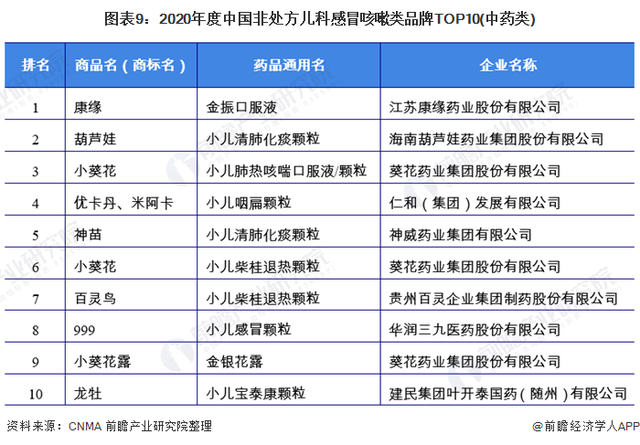 图表9：2020年度中国非处方儿科感冒咳嗽类品牌TOP10(中药类)
排名 商品名（商标名） 药品通用名 企业名称
1 康缘 金振口服液 江苏康缘药业股份有限公司
2 葫芦娃 小儿清肺化痰颗粒 海南葫芦娃药业集团股份有限公司
3 小葵花 小儿肺热咳喘口服液/颗粒 葵花药业集团股份有限公司
4 优卡丹、米阿卡 小儿咽扁颗粒 仁和（集团）发展有限公司
5 神苗 小儿清肺化痰颗粒 神威药业集团有限公司
6 小葵花 小儿柴桂退热颗粒 葵花药业集团股份有限公司
7 百灵鸟 小儿柴桂退热颗粒 贵州百灵企业集团制药股份有限公司
8 999 小儿感冒颗粒 华润三九医药股份有限公司
9 小葵花露 金银花露 葵花药业集团股份有限公司
10 龙牡 小儿宝泰康颗粒 建民集团叶开泰国药（随州）有限公司
资料来源：CNMA 前瞻产业研究院整理 @前瞻经济学人APP